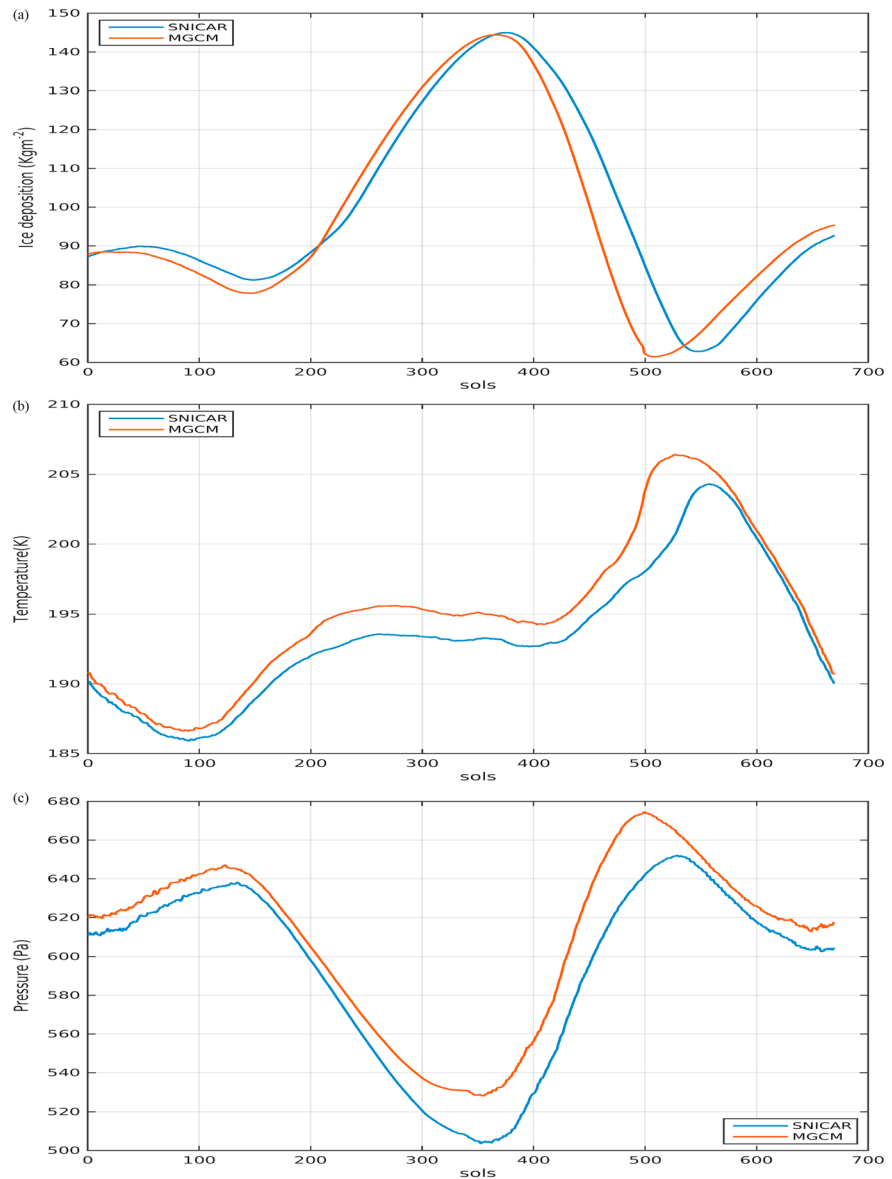 (a)
150
140
130
120
110
100
90
80
70
60
Ice deposition (Kgm-2)
SNICAR
MGCM
0 100 200 300 400 500 600 700
sols
(b)
210
205
200
195
190
185
Temperature(K)
SNICAR
MGCM
0 100 200 300 400 500 600 700
sols
(c)
680
660
640
620
600
580
560
540
520
500
Pressure (Pa)
SNICAR
MGCM
0 100 200 300 400 500 600 700
sols